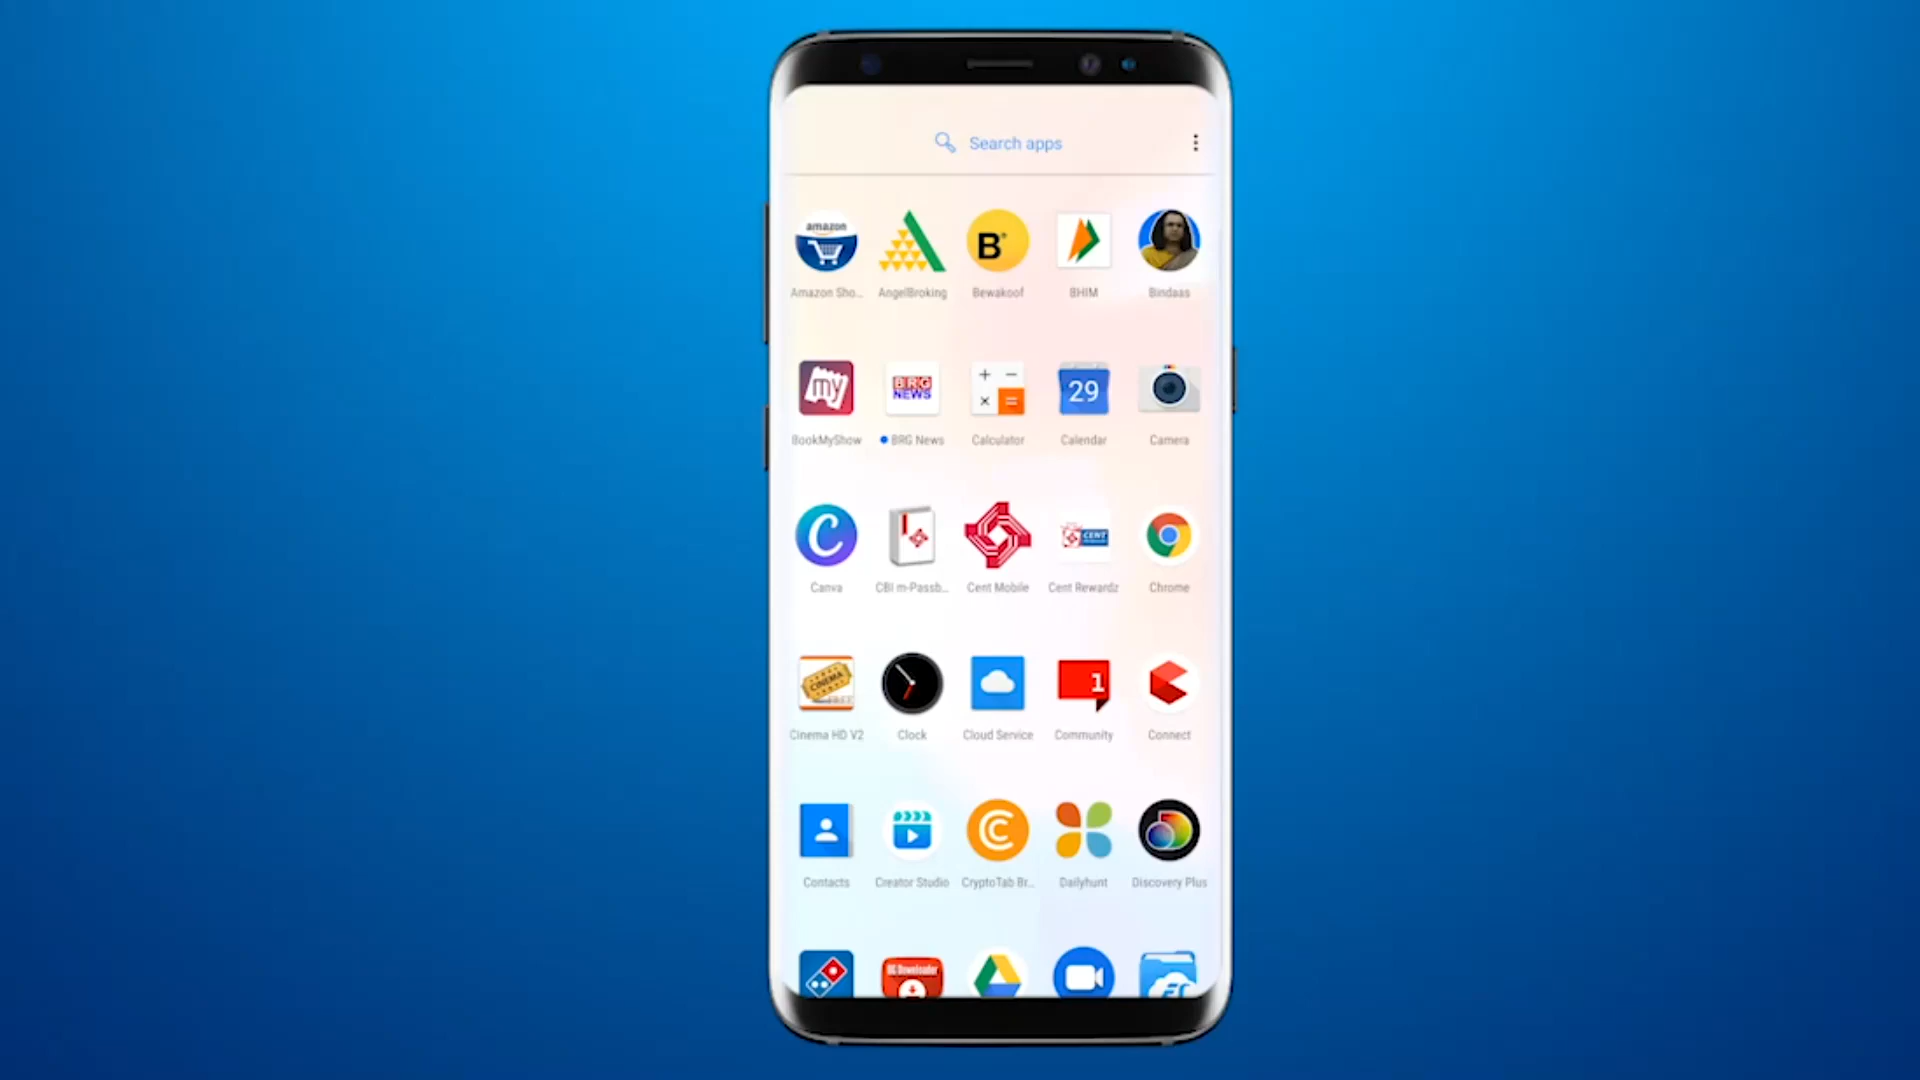 Search apps
amazon
B
Amazon Sho...
AngelBroking
Bewakoof
BHIM
Bindaas
my
BRG
NEWS
+ −
× =
29
BookMyShow
BRG News
Calculator
Calendar
Camera
C
CENT
Canva
CBI m-Passb...
Cent Mobile
Cent Rewardz
Chrome
CINEMA
1
Cinema HD V2
Clock
Cloud Service
Community
Connect
C
Contacts
Creator Studio
CryptoTab Br...
Dailyhunt
Discovery Plus